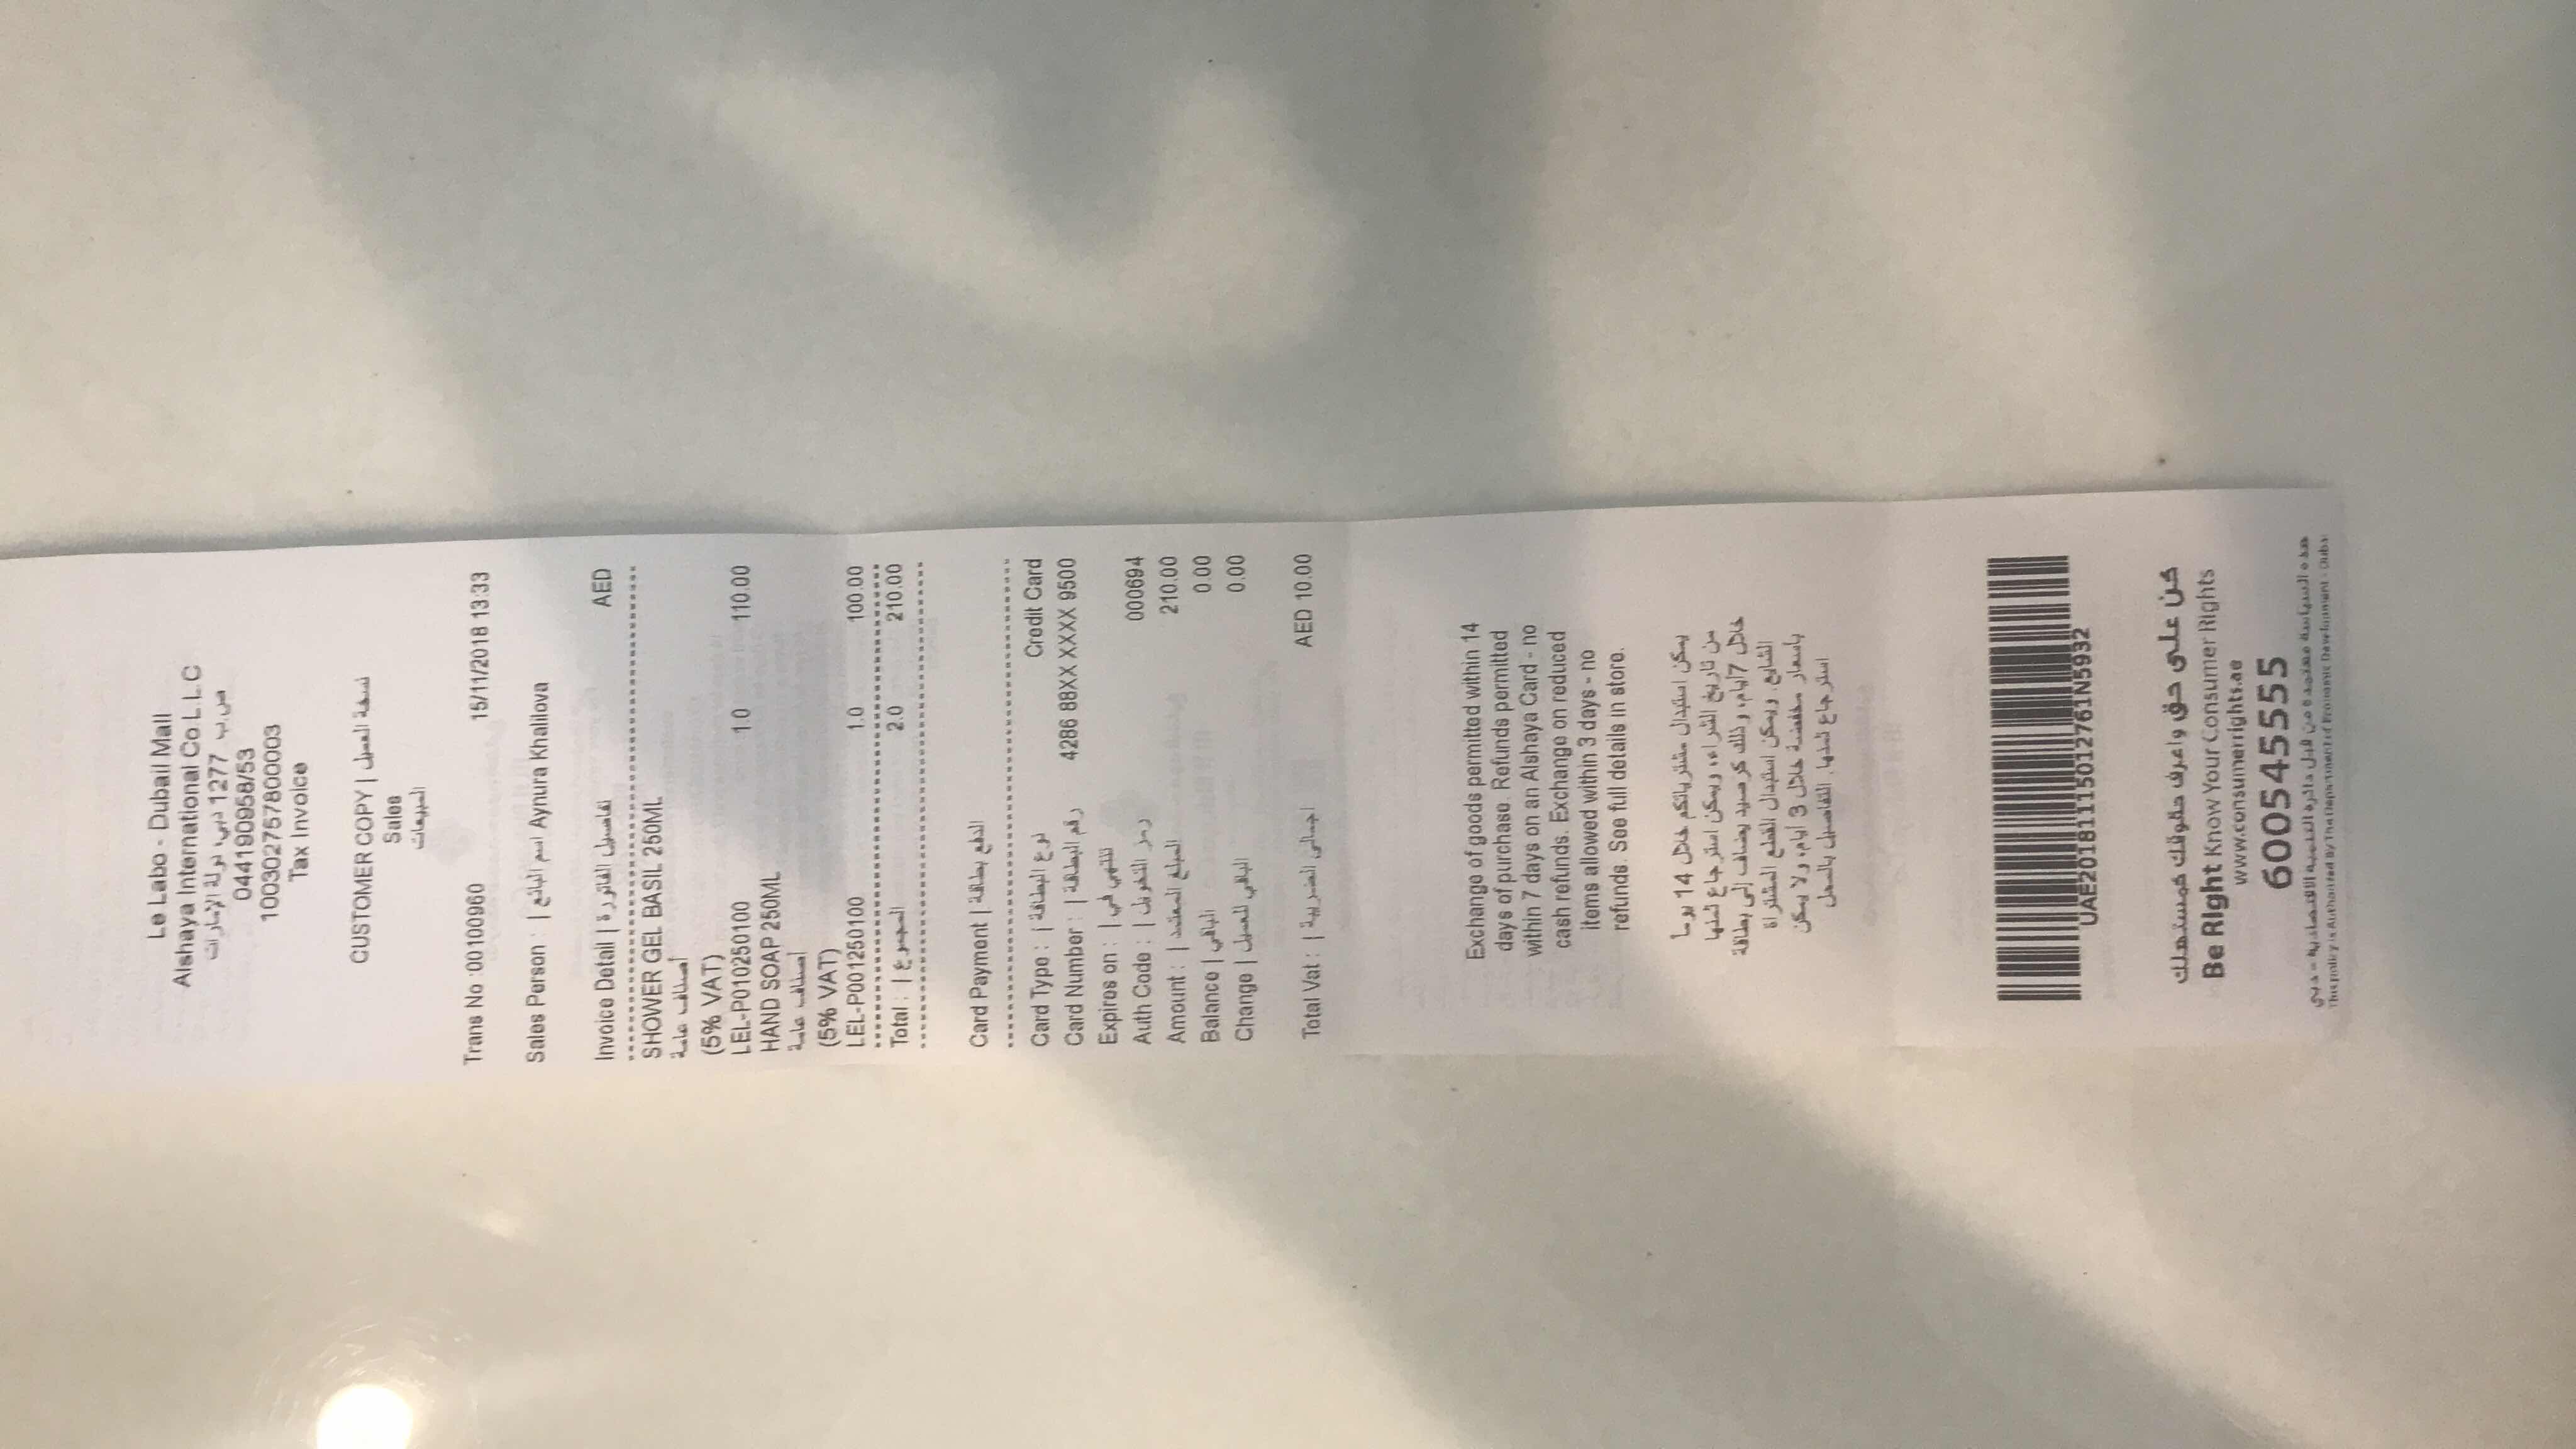 Le Labo - Dubail Mall
Alshaya International Co.L.L.C
ص.ب 1277 دبي، دولة الإمارات
044190958/53
100302757800003
Tax Invoice
CUSTOMER COPY | نسخة العميل
Sales
المبيعات
Trans No :00100960 15/11/2018 13:33
Sales Person : | اسم البائع Aynura Khalilova
Invoice Detail | تفاصيل الفاتورة AED
SHOWER GEL BASIL 250ML
أصناف عامة
(5% VAT)
LEL-P010250100 1.0 110.00
HAND SOAP 250ML
أصناف عامة
(5% VAT)
LEL-P001250100 1.0 100.00
Total : | المجموع 2.0 210.00
Card Payment | الدفع بطاقة
Card Type : | نوع البطاقة Credit Card
Card Number : | رقم البطاقة 4286 88XX XXXX 9500
Expires on : | تنتهي في
Auth Code : | رمز التخويل 000694
Amount : | المبلغ المعتمد 210.00
Balance | الباقي 0.00
Change | الباقي للعميل 0.00
Total Vat : | اجمالي الضريبة AED 10.00
Exchange of goods permitted within 14
days of purchase. Refunds permitted
within 7 days on an Alshaya Card - no
cash refunds. Exchange on reduced
items allowed within 3 days - no
refunds. See full details in store.
يمكن استبدال مشترياتكم خلال 14 يوماً
من تاريخ الشراء، ويمكن استرجاع ثمنها
خلال 7أيام، وذلك كرصيد يضاف إلى بطاقة
الشايع. ويمكن استبدال القطع المشتراة
بأسعار مخفضة خلال 3 أيام، ولا يمكن
استرجاع ثمنها. التفاصيل بالمحل
UAE20181115012761N5932
كن على حق واعرف حقوقك كمستهلك
Be Right Know Your Consumer Rights
www.consumerrights.ae
600545555
هذه السياسة معتمدة من قبل دائرة التنمية الاقتصادية - دبي
This policy is Authorized By The Department of Economic Development - Dubai